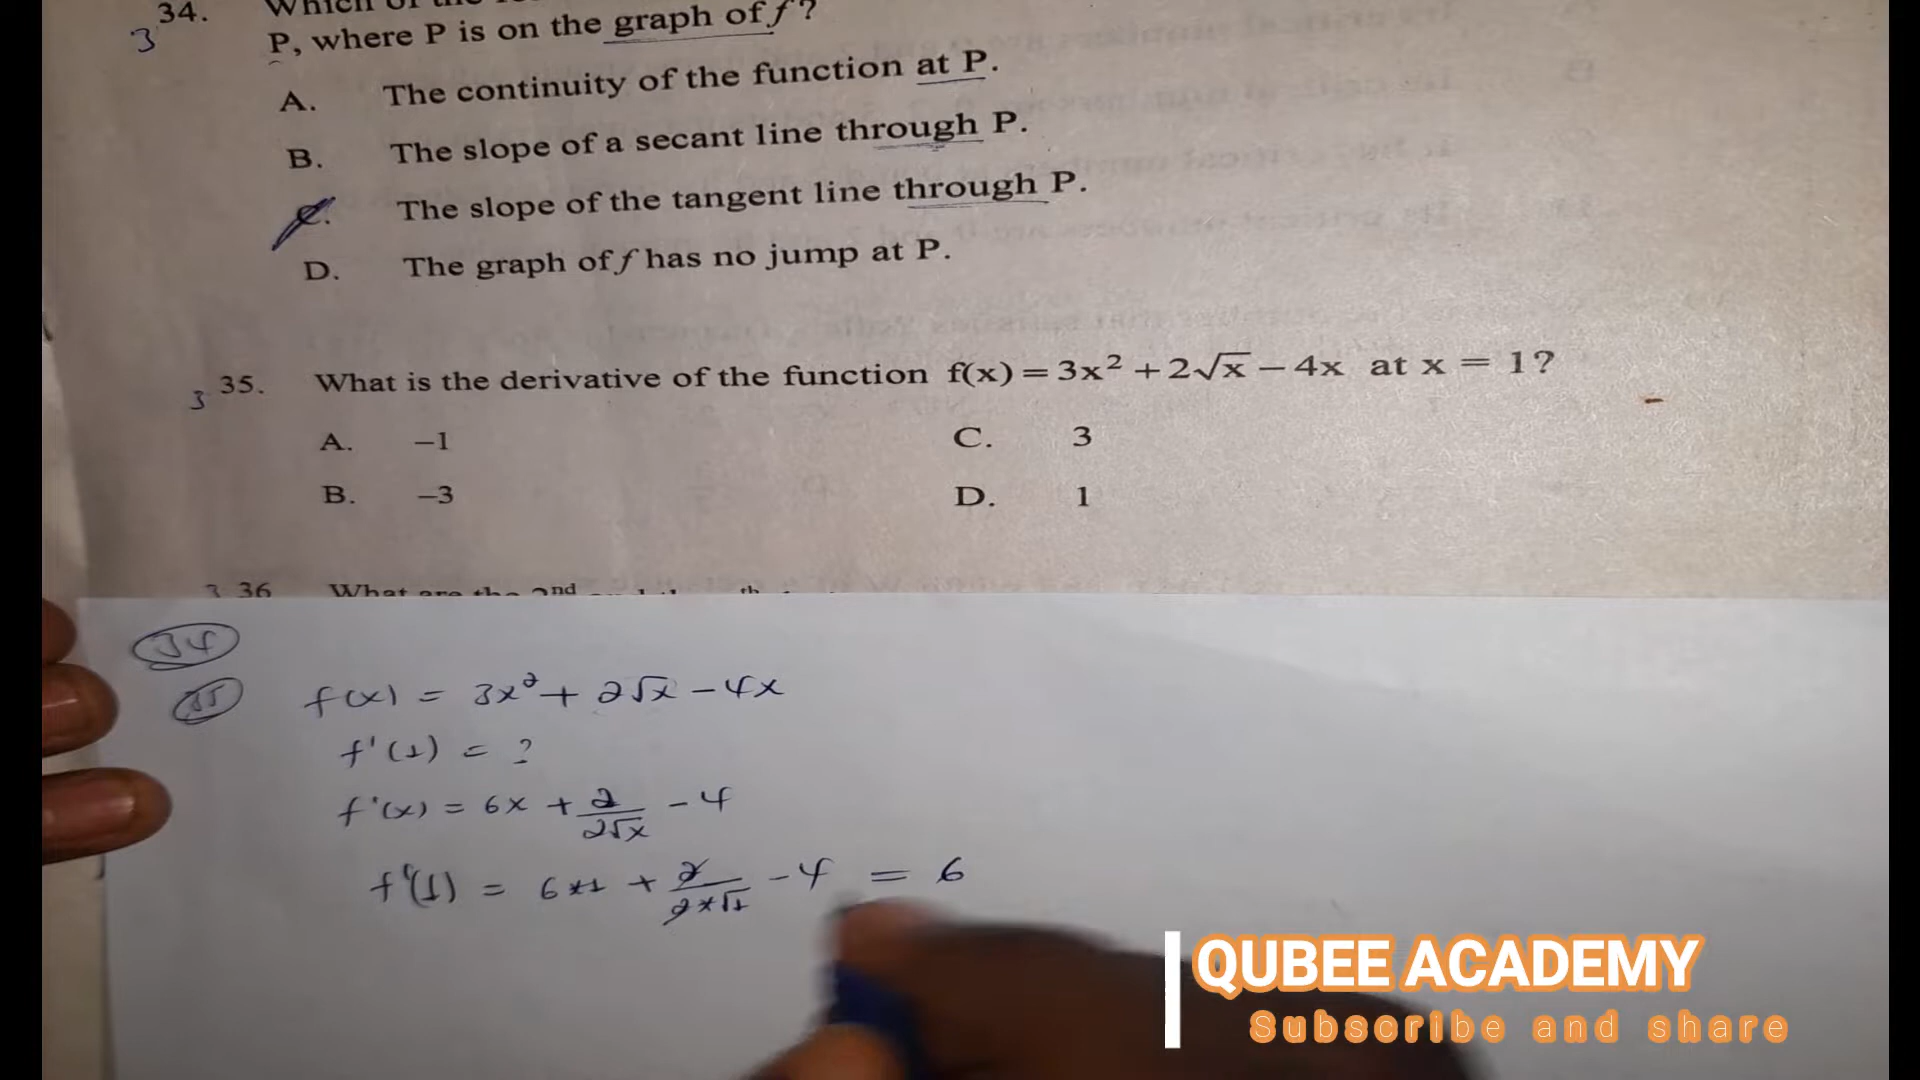 34.
3 P, where P is on the graph of f ?
A. The continuity of the function at P.
B. The slope of a secant line through P.
C. The slope of the tangent line through P.
D. The graph of f has no jump at P.
3 35. What is the derivative of the function f(x) = 3x² + 2√x − 4x at x = 1?
A. −1 C. 3
B. −3 D. 1
3 36 What are the 2nd
34
35 f(x) = 3x² + 2√x − 4x
f'(1) = ?
f'(x) = 6x + 2/2√x − 4
f'(1) = 6×1 + 2/2×√1 − 4 = 6
QUBEE ACADEMY
Subscribe and share